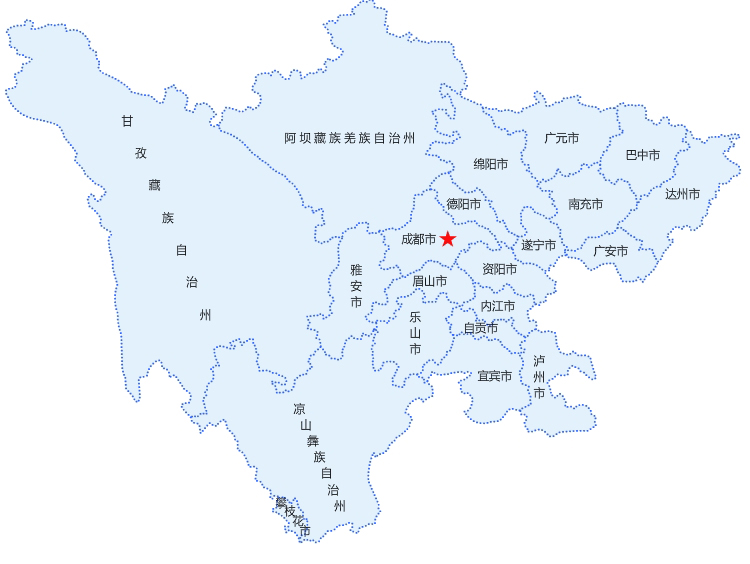 甘孜藏族自治州
阿坝藏族羌族自治州
广元市
巴中市
绵阳市
达州市
德阳市
南充市
成都市
遂宁市
广安市
雅安市
资阳市
眉山市
内江市
乐山市
自贡市
泸州市
宜宾市
凉山彝族自治州
攀枝花市